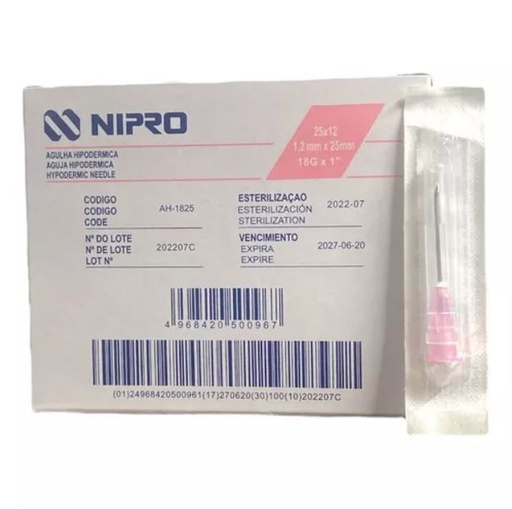 NIPRO
25x12
1,2 mm x 25mm
18G x 1"
AGULHA HIPODERMICA
AGUJA HIPODERMICA
HYPODERMIC NEEDLE
CODIGO
CODIGO
CODE
AH-1825
ESTERILIZAÇAO
ESTERILIZACIÓN
STERILIZATION
2022-07
Nº DO LOTE
Nº DE LOTE
LOT Nº
202207C
VENCIMIENTO
EXPIRA
EXPIRE
2027-06-20
4 968420 500967
(01)24968420500961(17)270620(30)100(10)202207C